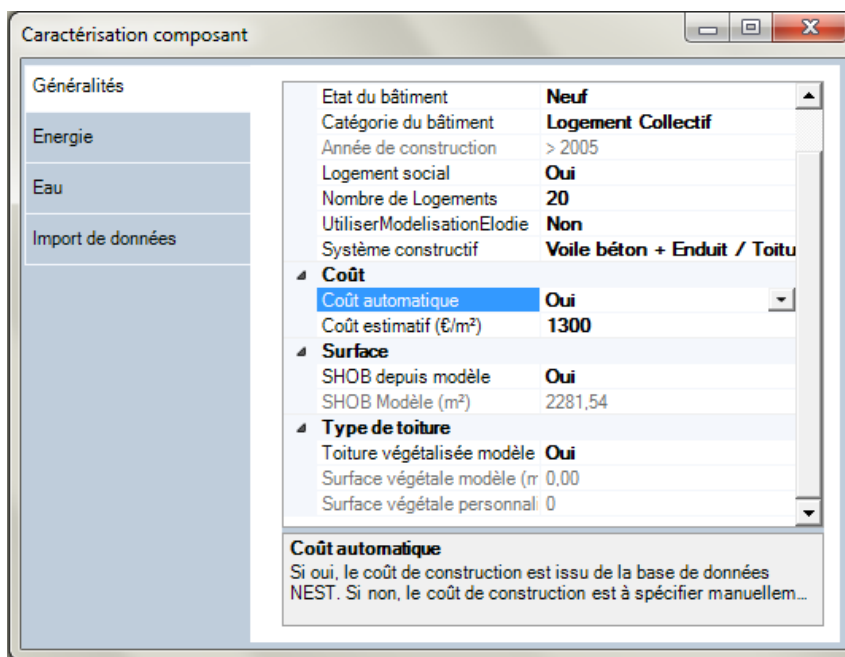 Caractérisation composant
Généralités
Energie
Eau
Import de données
Etat du bâtiment Neuf
Catégorie du bâtiment Logement Collectif
Année de construction > 2005
Logement social Oui
Nombre de Logements 20
UtiliserModelisationElodie Non
Système constructif Voile béton + Enduit / Toitu
Coût
Coût automatique Oui
Coût estimatif (€/m²) 1300
Surface
SHOB depuis modèle Oui
SHOB Modèle (m²) 2281,54
Type de toiture
Toiture végétalisée modèle Oui
Surface végétale modèle (m 0,00
Surface végétale personnali 0
Coût automatique
Si oui, le coût de construction est issu de la base de données
NEST. Si non, le coût de construction est à spécifier manuellem...